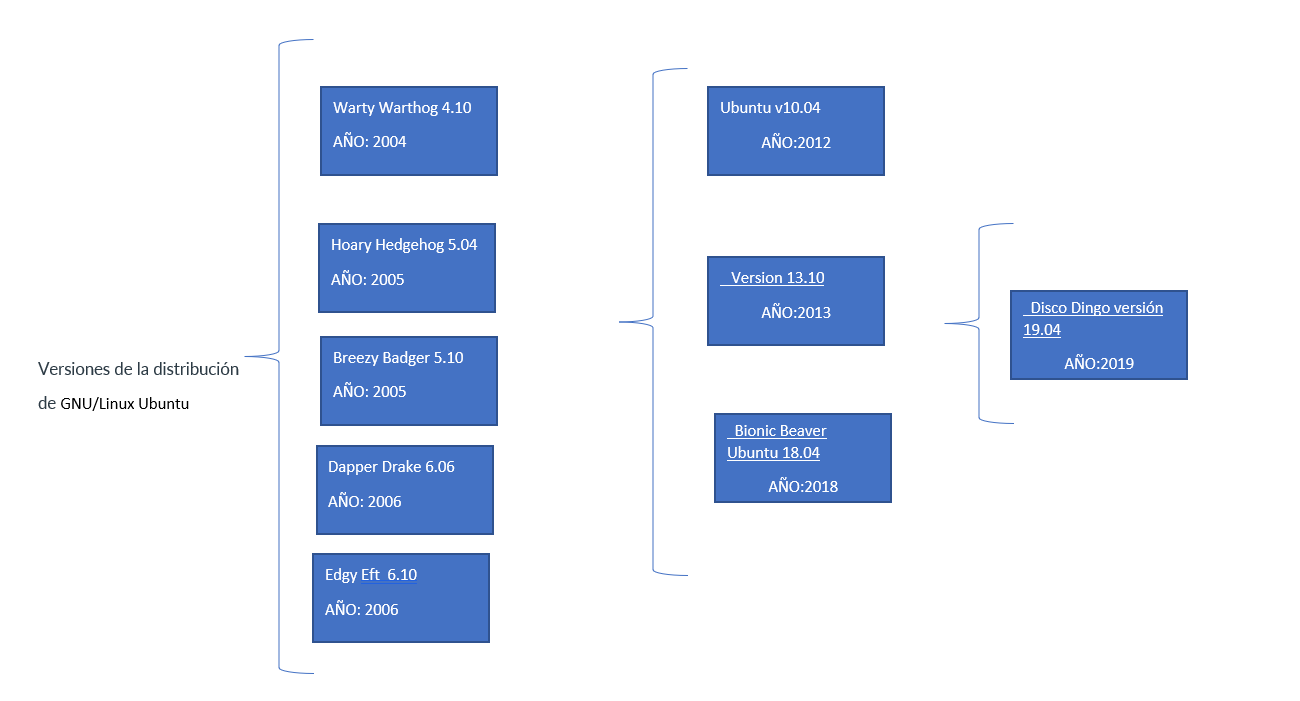 Versiones de la distribución
de GNU/Linux Ubuntu
Warty Warthog 4.10
AÑO: 2004
Hoary Hedgehog 5.04
AÑO: 2005
Breezy Badger 5.10
AÑO: 2005
Dapper Drake 6.06
AÑO: 2006
Edgy Eft 6.10
AÑO: 2006
Ubuntu v10.04
AÑO:2012
Version 13.10
AÑO:2013
Bionic Beaver
Ubuntu 18.04
AÑO:2018
Disco Dingo versión
19.04
AÑO:2019